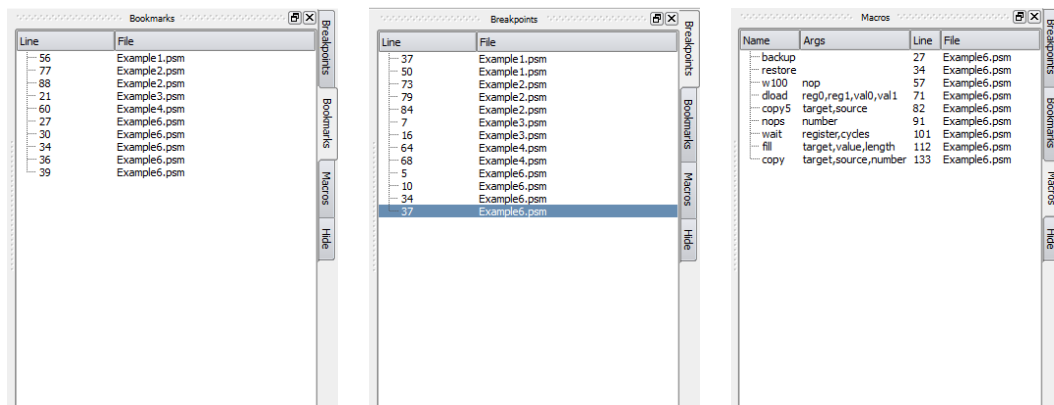 Bookmarks
Line File
56 Example1.psm
77 Example2.psm
88 Example2.psm
21 Example3.psm
60 Example4.psm
27 Example6.psm
30 Example6.psm
34 Example6.psm
36 Example6.psm
39 Example6.psm
Breakpoints
Bookmarks
Macros
Hide
Breakpoints
Line File
37 Example1.psm
50 Example1.psm
73 Example2.psm
79 Example2.psm
84 Example2.psm
7 Example3.psm
16 Example3.psm
64 Example4.psm
68 Example4.psm
5 Example6.psm
10 Example6.psm
34 Example6.psm
37 Example6.psm
Breakpoints
Bookmarks
Macros
Hide
Macros
Name Args Line File
backup 27 Example6.psm
restore 34 Example6.psm
w100 nop 57 Example6.psm
dload reg0,reg1,val0,val1 71 Example6.psm
copy5 target,source 82 Example6.psm
nops number 91 Example6.psm
wait register,cycles 101 Example6.psm
fill target,value,length 112 Example6.psm
copy target,source,number 133 Example6.psm
Breakpoints
Bookmarks
Macros
Hide